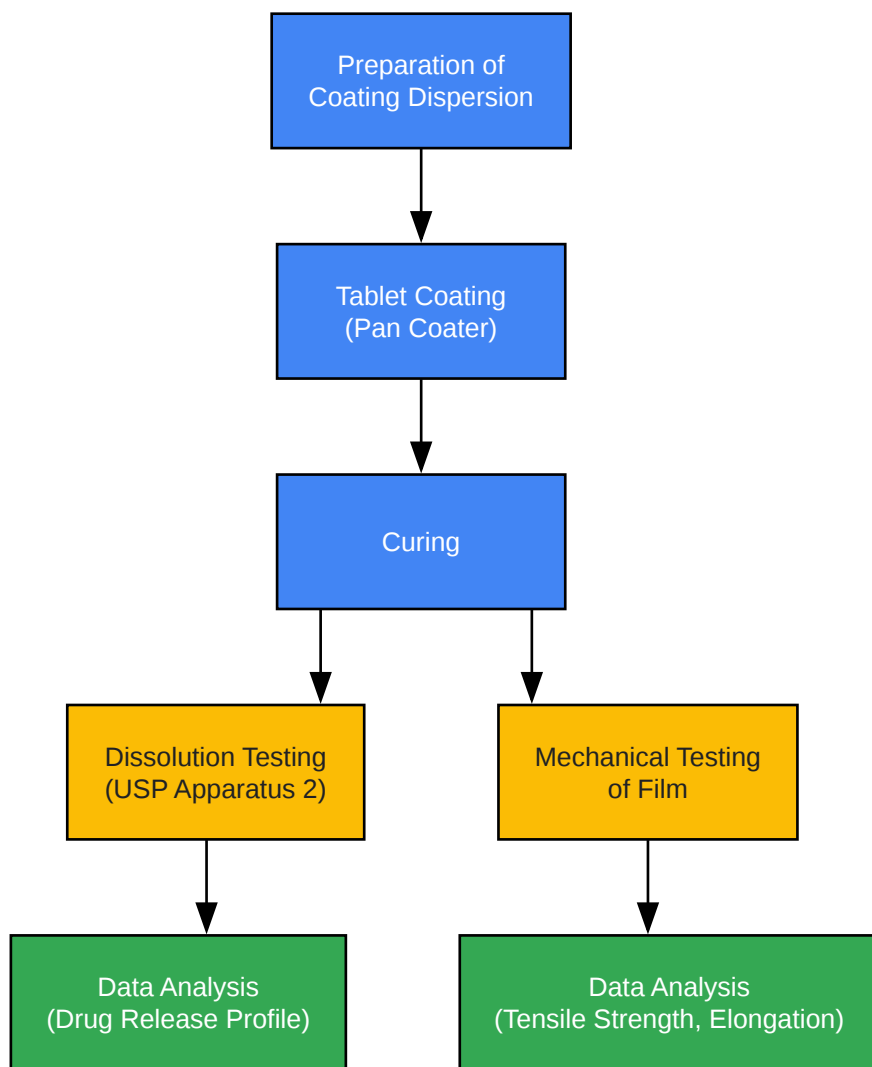 Preparation of
Coating Dispersion
Tablet Coating
(Pan Coater)
Curing
Dissolution Testing
(USP Apparatus 2)
Mechanical Testing
of Film
Data Analysis
(Drug Release Profile)
Data Analysis
(Tensile Strength, Elongation)